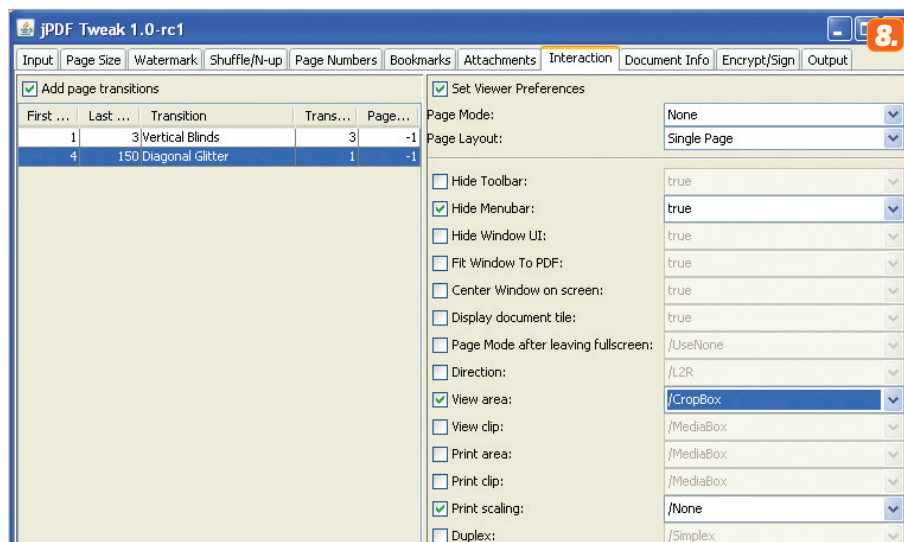 jPDF Tweak 1.0-rc1
8.
Input Page Size Watermark Shuffle/N-up Page Numbers Bookmarks Attachments Interaction Document Info Encrypt/Sign Output
Add page transitions
First ... Last ... Transition Trans... Page...
1 3 Vertical Blinds 3 -1
4 150 Diagonal Glitter 1 -1
Set Viewer Preferences
Page Mode: None
Page Layout: Single Page
Hide Toolbar: true
Hide Menubar: true
Hide Window UI: true
Fit Window To PDF: true
Center Window on screen: true
Display document tile: true
Page Mode after leaving fullscreen: /UseNone
Direction: /L2R
View area: /CropBox
View clip: /MediaBox
Print area: /MediaBox
Print clip: /MediaBox
Print scaling: /None
Duplex: /Simplex